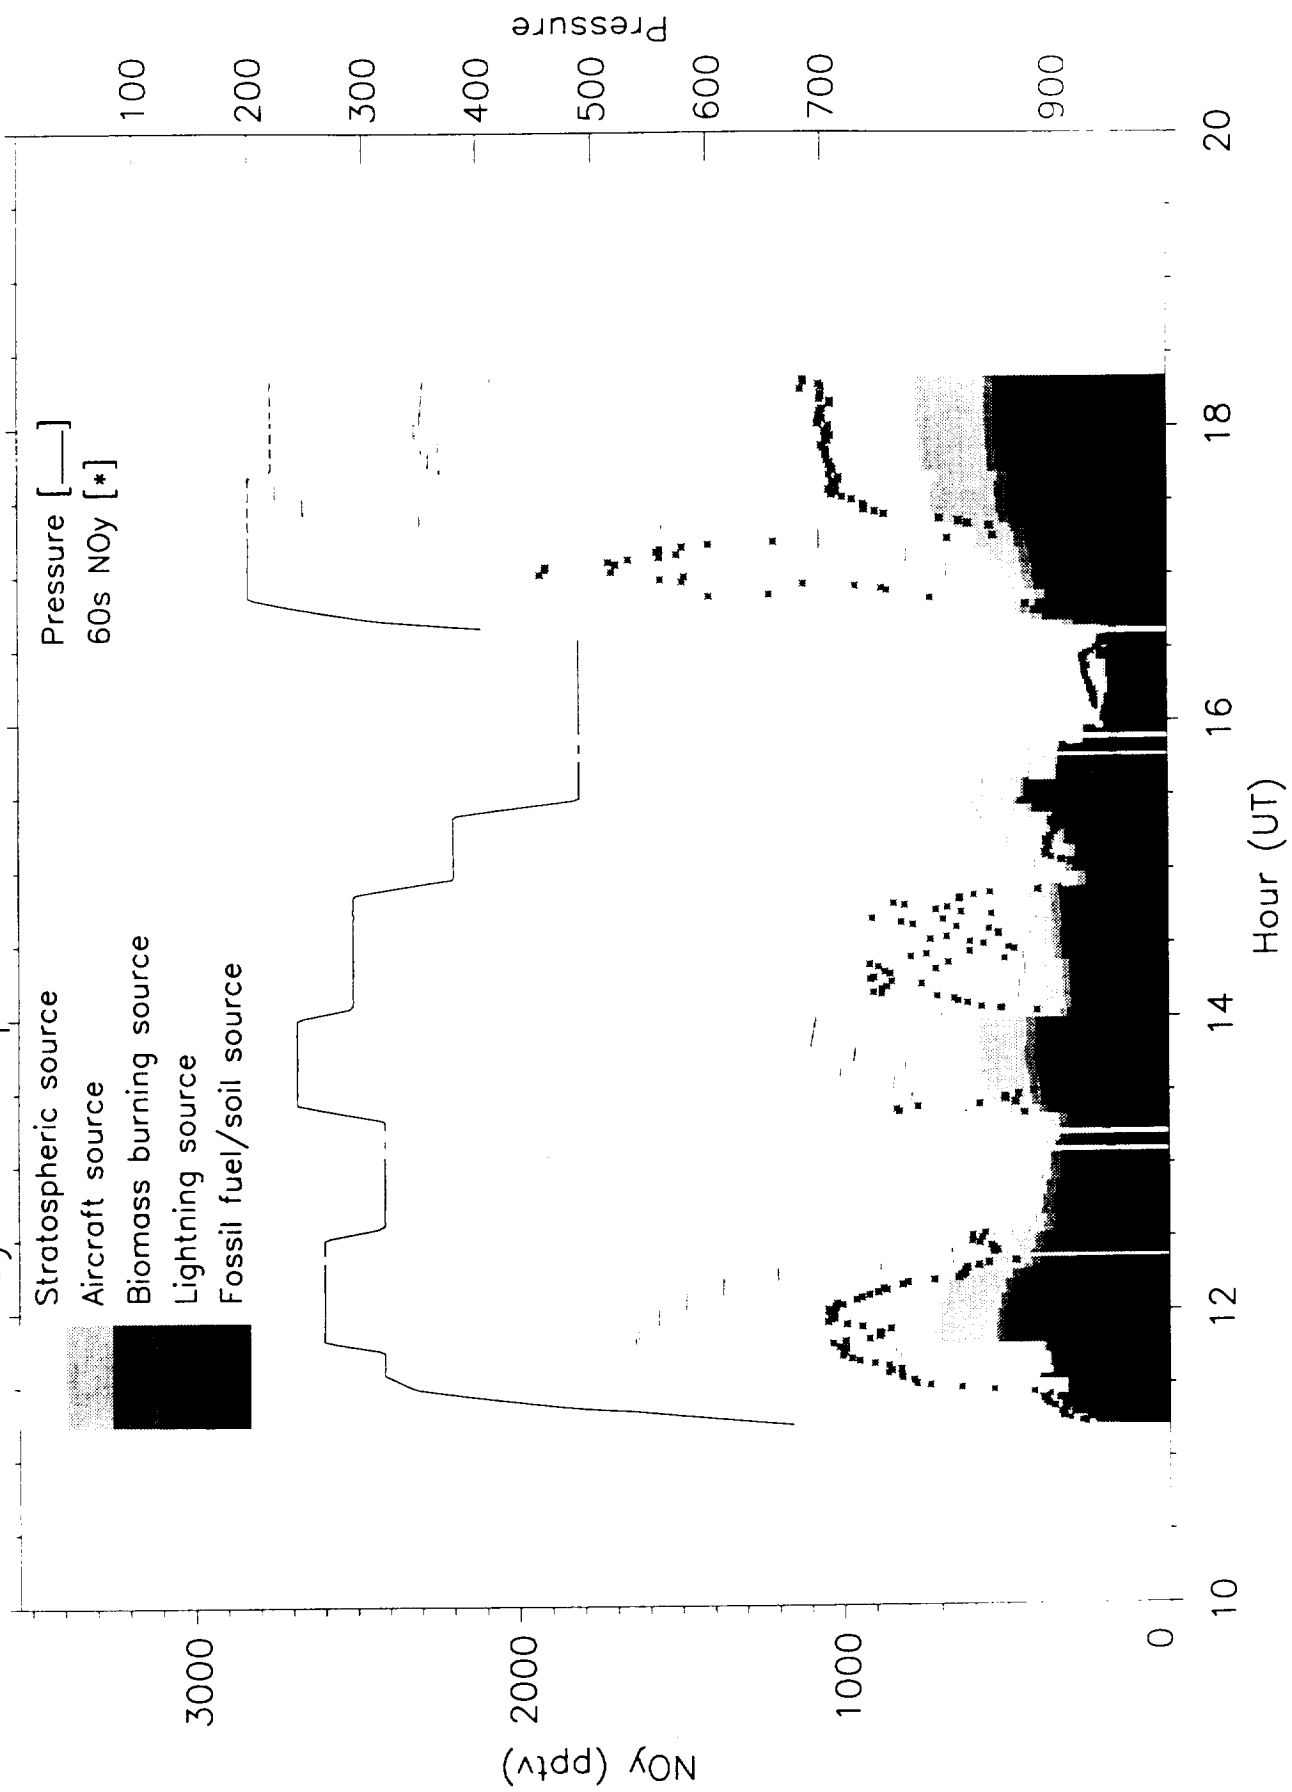 Stratospheric source
Aircraft source
Biomass burning source
Lightning source
Fossil fuel/soil source
Pressure [___]
60s NOy [*]
NOy (pptv)
3000
2000
1000
0
10
12
14
16
18
20
Hour (UT)
100
200
300
400
500
600
700
900
Pressure